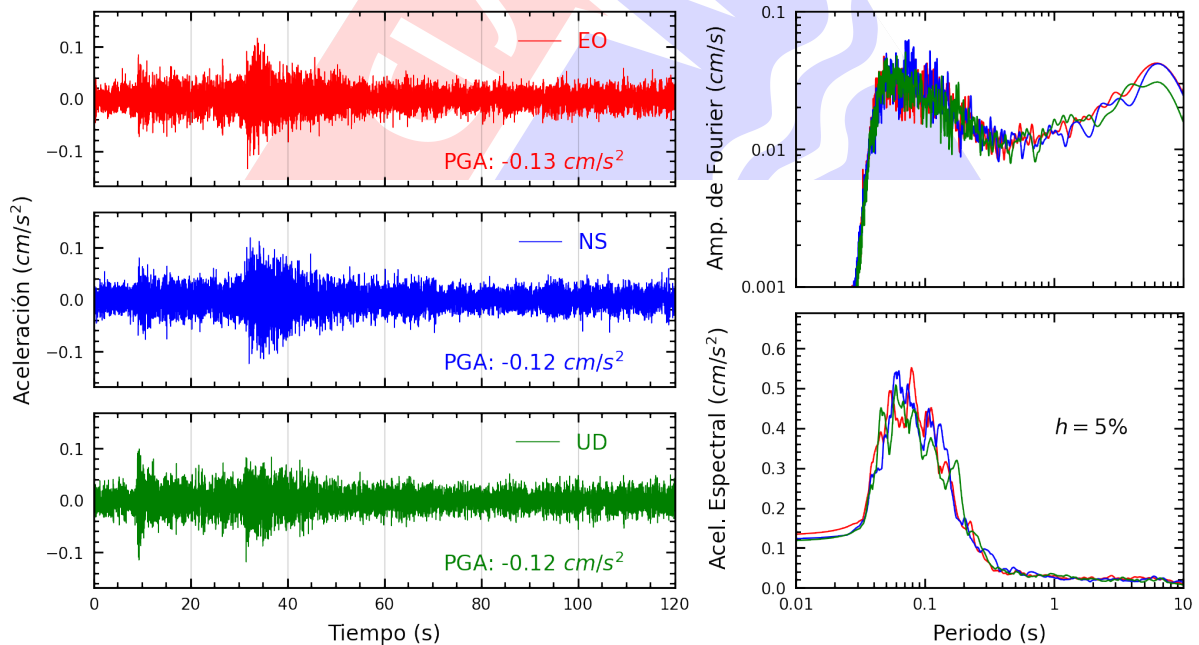 Aceleración (cm/s²)
0.1
0.0
−0.1
EO
PGA: -0.13 cm/s²
0.1
0.0
−0.1
NS
PGA: -0.12 cm/s²
0.1
0.0
−0.1
UD
PGA: -0.12 cm/s²
0 20 40 60 80 100 120
Tiempo (s)
Amp. de Fourier (cm/s)
0.1
0.01
0.001
Acel. Espectral (cm/s²)
0.6
0.5
0.4
0.3
0.2
0.1
0.0
h = 5%
0.01 0.1 1 10
Periodo (s)